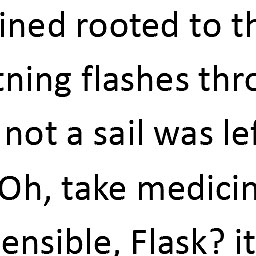 ined rooted to th
tning flashes thro
not a sail was lef
Oh, take medicin
ensible, Flask? it